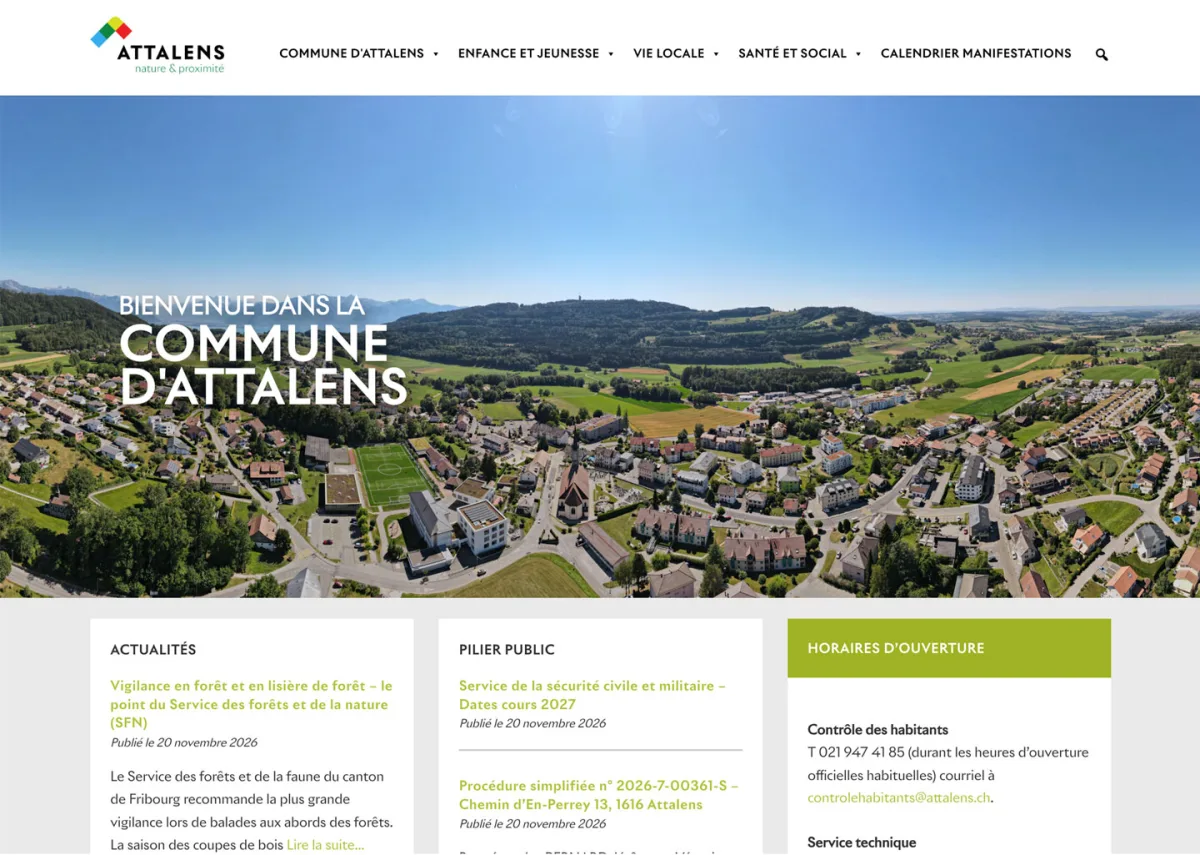 ATTALENS
nature & proximité
COMMUNE D'ATTALENS
ENFANCE ET JEUNESSE
VIE LOCALE
SANTÉ ET SOCIAL
CALENDRIER MANIFESTATIONS
BIENVENUE DANS LA
COMMUNE
D'ATTALENS
ACTUALITÉS
Vigilance en forêt et en lisière de forêt – le
point du Service des forêts et de la nature
(SFN)
Publié le 20 novembre 2026
Le Service des forêts et de la faune du canton
de Fribourg recommande la plus grande
vigilance lors de balades aux abords des forêts.
La saison des coupes de bois Lire la suite...
PILIER PUBLIC
Service de la sécurité civile et militaire –
Dates cours 2027
Publié le 20 novembre 2026
Procédure simplifiée n° 2026-7-00361-S –
Chemin d'En-Perrey 13, 1616 Attalens
Publié le 20 novembre 2026
HORAIRES D'OUVERTURE
Contrôle des habitants
T 021 947 41 85 (durant les heures d'ouverture
officielles habituelles) courriel à
controlehabitants@attalens.ch.
Service technique